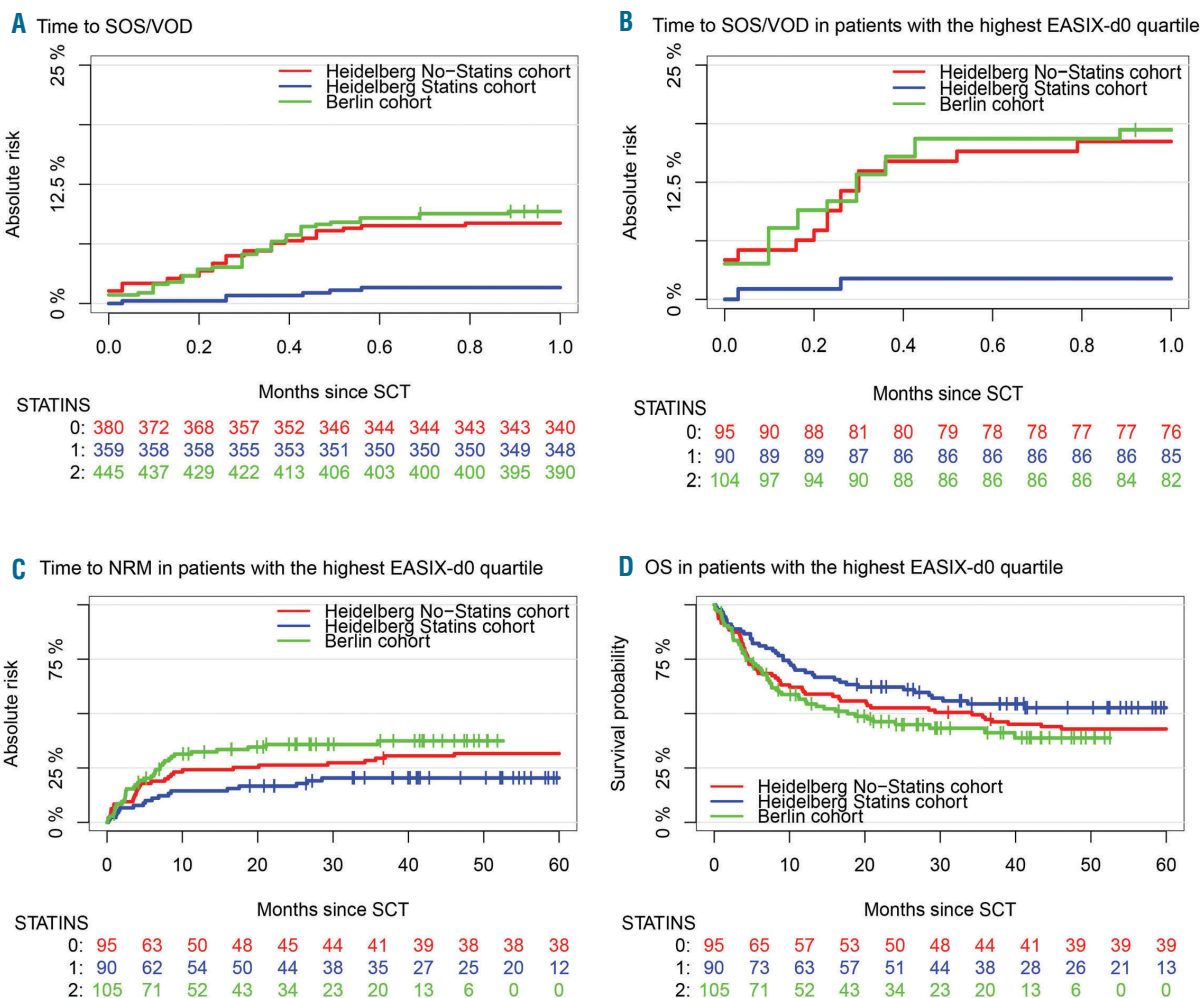 A Time to SOS/VOD
25 %
12.5 %
0 %
Absolute risk
Heidelberg No-Statins cohort
Heidelberg Statins cohort
Berlin cohort
0.0 0.2 0.4 0.6 0.8 1.0
Months since SCT
STATINS
0: 380 372 368 357 352 346 344 344 343 343 340
1: 359 358 358 355 353 351 350 350 350 349 348
2: 445 437 429 422 413 406 403 400 400 395 390
B Time to SOS/VOD in patients with the highest EASIX-d0 quartile
25 %
12.5 %
0 %
Absolute risk
Heidelberg No-Statins cohort
Heidelberg Statins cohort
Berlin cohort
0.0 0.2 0.4 0.6 0.8 1.0
Months since SCT
STATINS
0: 95 90 88 81 80 79 78 78 77 77 76
1: 90 89 89 87 86 86 86 86 86 86 85
2: 104 97 94 90 88 86 86 86 86 84 82
C Time to NRM in patients with the highest EASIX-d0 quartile
75 %
25 %
0 %
Absolute risk
Heidelberg No-Statins cohort
Heidelberg Statins cohort
Berlin cohort
0 10 20 30 40 50 60
Months since SCT
STATINS
0: 95 63 50 48 45 44 41 39 38 38 38
1: 90 62 54 50 44 38 35 27 25 20 12
2: 105 71 52 43 34 23 20 13 6 0 0
D OS in patients with the highest EASIX-d0 quartile
75 %
25 %
0 %
Survival probability
Heidelberg No-Statins cohort
Heidelberg Statins cohort
Berlin cohort
0 10 20 30 40 50 60
Months since SCT
STATINS
0: 95 65 57 53 50 48 44 41 39 39 39
1: 90 73 63 57 51 44 38 28 26 21 13
2: 105 71 52 43 34 23 20 13 6 0 0